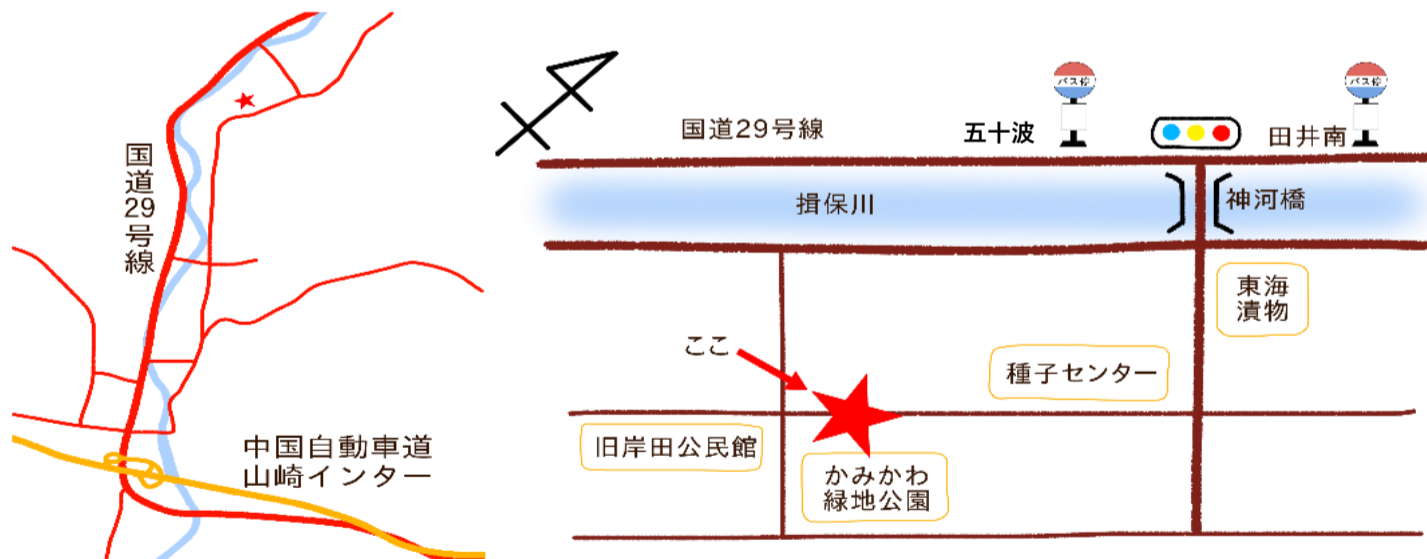 国道29号線
中国自動車道
山崎インター
バス停
バス停
国道29号線
五十波
田井南
揖保川
神河橋
東海
漬物
ここ
種子センター
旧岸田公民館
かみかわ
緑地公園